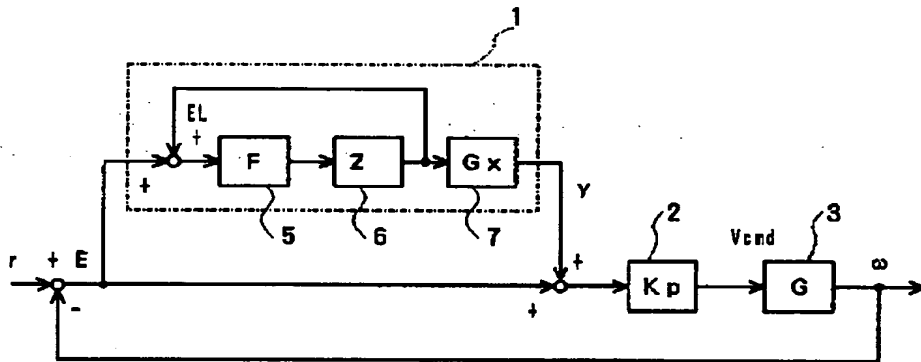 1
EL
+
F
Z
Gx
+
5
6
7
Y
2
3
Vcmd
r
+
E
+
Kp
G
ω
-
+